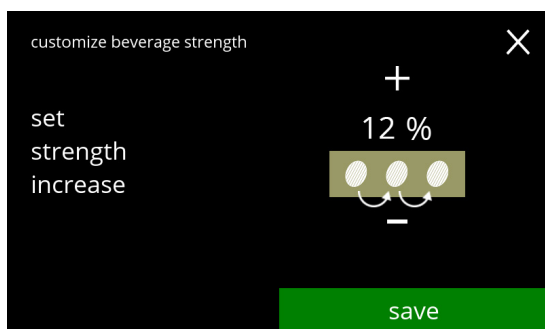 customize beverage strength
+
set
strength
increase
12 %
−
save